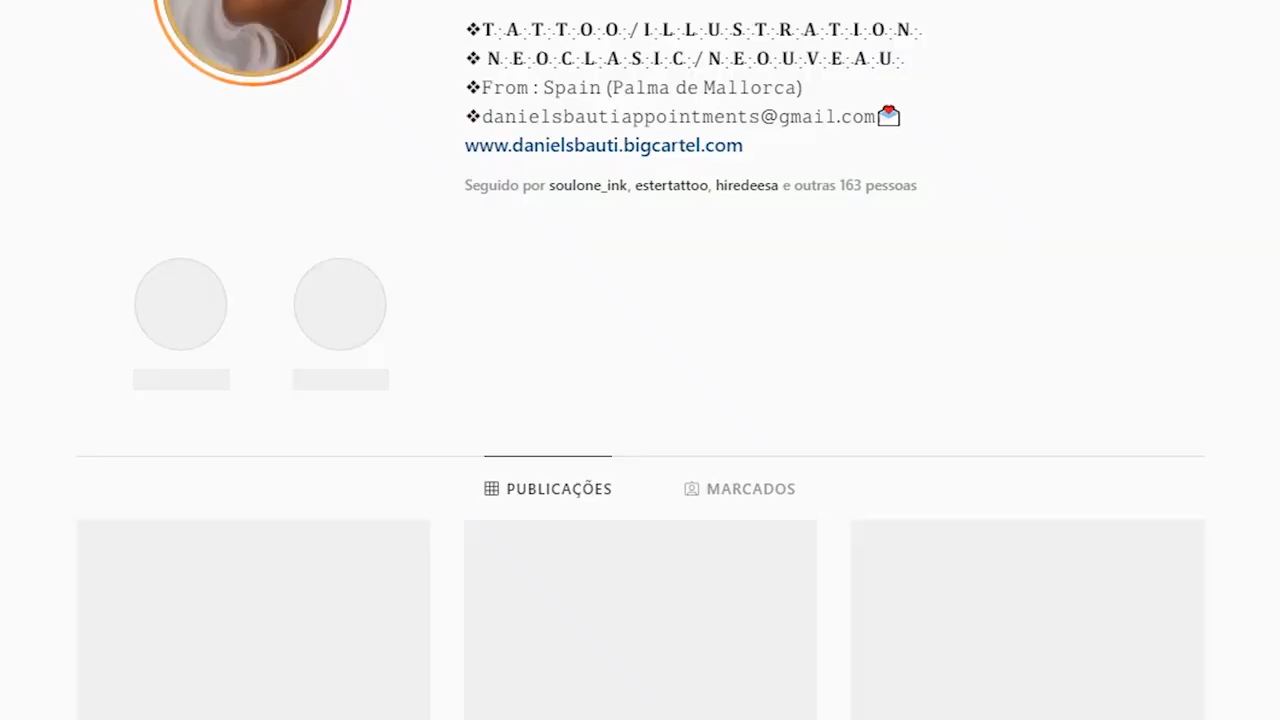 ❖T҉A҉T҉T҉O҉O҉/I҉L҉L҉U҉S҉T҉R҉A҉T҉I҉O҉N҉
❖ N҉E҉O҉C҉L҉A҉S҉I҉C҉/N҉E҉O҉U҉V҉E҉A҉U҉
❖From : Spain (Palma de Mallorca)
❖danielsbautiappointments@gmail.com💌
www.danielsbauti.bigcartel.com
Seguido por soulone_ink, estertattoo, hiredeesa e outras 163 pessoas
PUBLICAÇÕES
MARCADOS